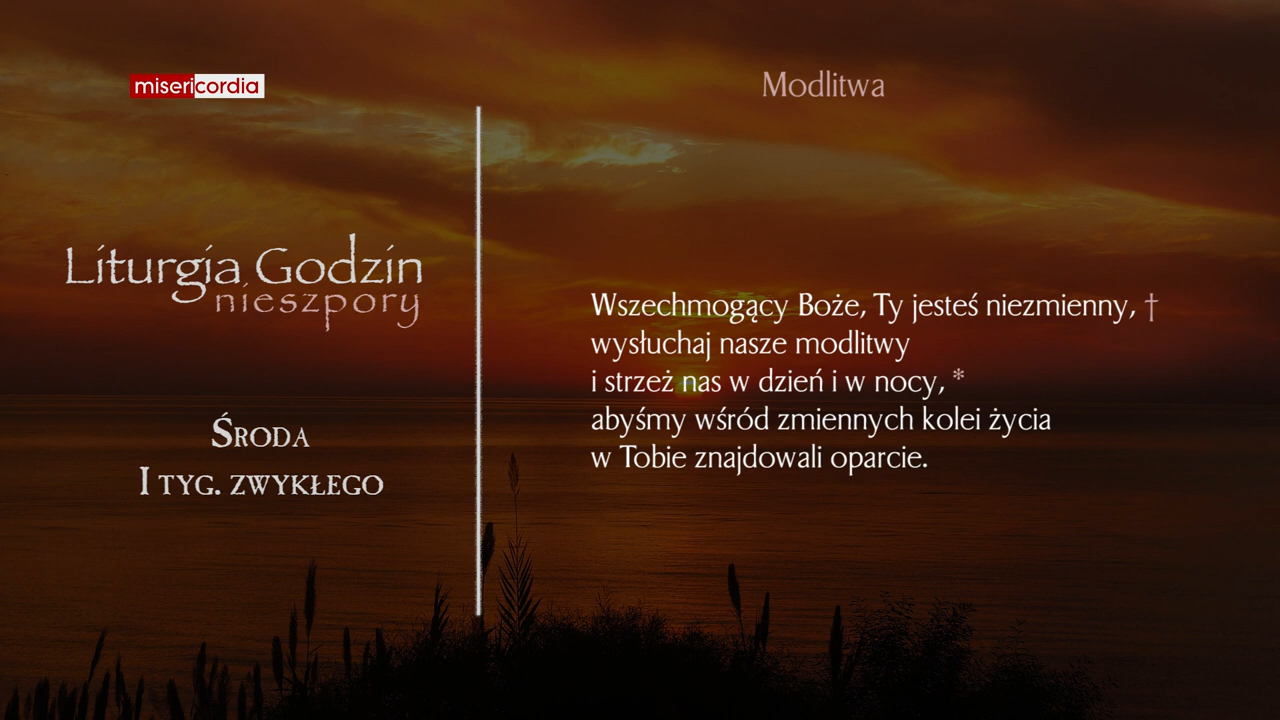 misericordia
Liturgia Godzin
nieszpory
Środa
I tyg. zwykłego
Modlitwa
Wszechmogący Boże, Ty jesteś niezmienny, †
wysłuchaj nasze modlitwy
i strzeż nas w dzień i w nocy, *
abyśmy wśród zmiennych kolei życia
w Tobie znajdowali oparcie.